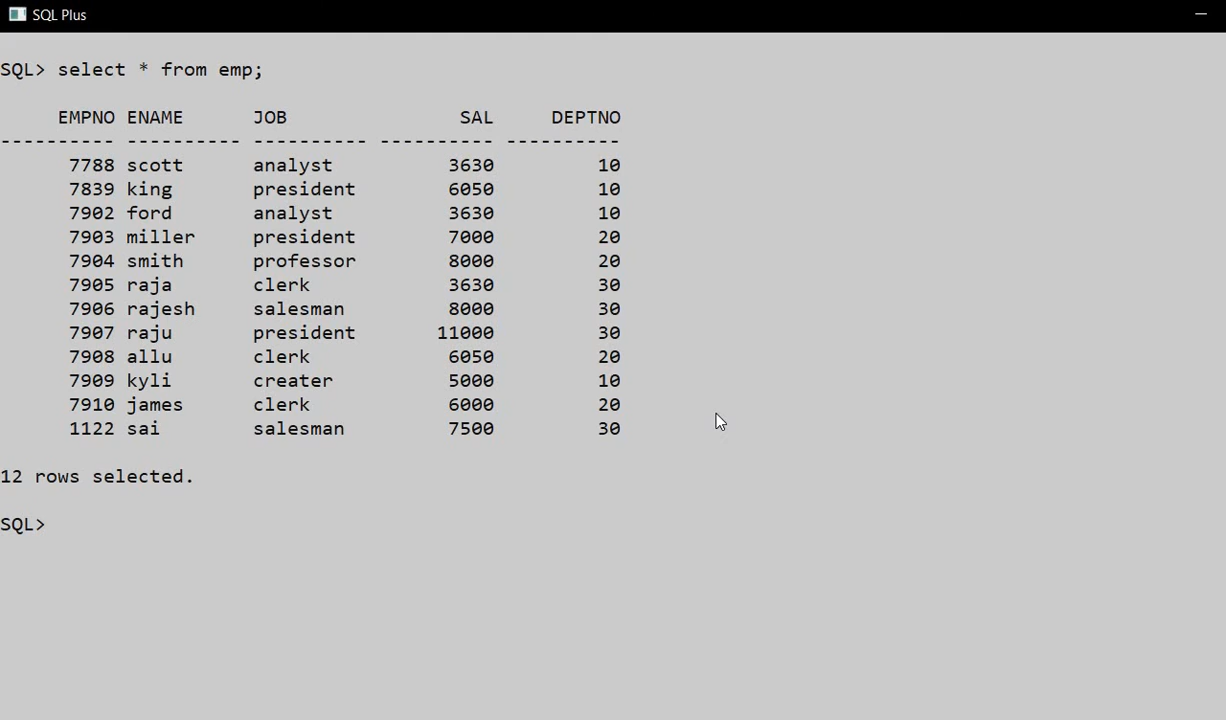 SQL Plus
SQL> select * from emp;
     EMPNO ENAME      JOB               SAL     DEPTNO
---------- ---------- ---------- ---------- ----------
      7788 scott      analyst          3630         10
      7839 king       president        6050         10
      7902 ford       analyst          3630         10
      7903 miller     president        7000         20
      7904 smith      professor        8000         20
      7905 raja       clerk            3630         30
      7906 rajesh     salesman         8000         30
      7907 raju       president       11000         30
      7908 allu       clerk            6050         20
      7909 kyli       creater          5000         10
      7910 james      clerk            6000         20
      1122 sai        salesman         7500         30
12 rows selected.
SQL>